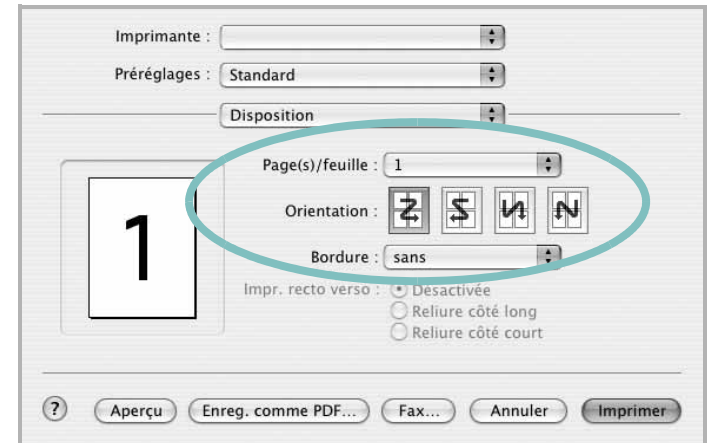 Imprimante :
Préréglages : Standard
Disposition
Page(s)/feuille : 1
1
Orientation :
Bordure : sans
Impr. recto verso : Désactivée
Reliure côté long
Reliure côté court
? Aperçu Enreg. comme PDF... Fax... Annuler Imprimer